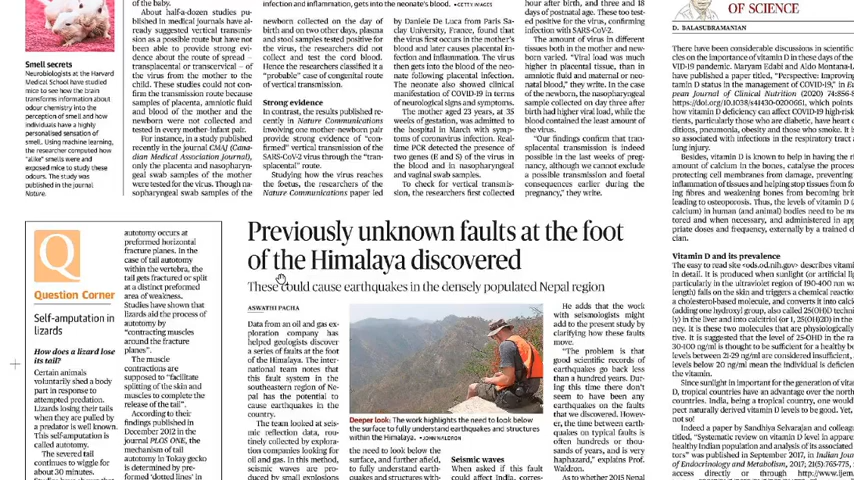 Smell secrets
Neurobiologists at the Harvard
Medical School have studied
mice to see how the brain
transforms information about
odour chemistry into the
perception of smell and how
individuals have a highly
personalised sensation of
smell. Using machine learning,
the researcher computed how
"alike" smells were and
exposed mice to study these
odours. The study was
published in the journal
Nature.
of the baby.
About half-a-dozen studies pu-
blished in medical journals have al-
ready suggested vertical transmis-
sion as a possible route but have not
been able to provide strong evi-
dence about the route of spread —
transplacental or transcervical — of
the virus from the mother to the
child. These studies could not con-
firm the transmission route because
samples of placenta, amniotic fluid
and blood of the mother and the
newborn were not collected and
tested in every mother-infant pair.
For instance, in a study published
recently in the journal CMAJ (Cana-
dian Medical Association Journal),
only the placenta and nasopharyn-
geal swab samples of the mother
were tested for the virus. Though na-
sopharyngeal swab samples of the
infection and inflammation, gets into the neonate's blood. • GETTY IMAGES
newborn collected on the day of
birth and on two other days, plasma
and stool samples tested positive for
the virus, the researchers did not
collect and test the cord blood.
Hence the researchers classified it a
"probable" case of congenital route
of vertical transmission.
Strong evidence
In contrast, the results published re-
cently in Nature Communications
involving one mother-newborn pair
provide strong evidence of "con-
firmed" vertical transmission of the
SARS-CoV-2 virus through the "tran-
splacental" route.
Studying how the virus reaches
the foetus, the researchers of the
Nature Communications paper led
by Daniele De Luca from Paris Sa-
clay University, France, found that
the virus first occurs in the mother's
blood and later causes placental in-
fection and inflammation. The virus
then gets into the blood of the neo-
nate following placental infection.
The neonate also showed clinical
manifestation of COVID-19 in terms
of neurological signs and symptoms.
The mother aged 23 years, at 35
weeks of gestation, was admitted to
the hospital in March with symp-
toms of coronavirus infection. Real-
time PCR detected the presence of
two genes (E and S) of the virus in
the blood and in nasopharyngeal
and vaginal swab samples.
To check for vertical transmis-
sion, the researchers first collected
hour after birth, and three and 18
days of postnatal age. These too test-
ed positive for the virus, confirming
infection with SARS-CoV-2.
The amount of virus in different
tissues both in the mother and new-
born varied. "Viral load was much
higher in placental tissue, than in
amniotic fluid and maternal or neo-
natal blood," they write. In the case
of the newborn, the nasopharyngeal
sample collected on day three after
birth had higher viral load, while the
blood contained the least amount of
the virus.
"Our findings confirm that tran-
splacental transmission is indeed
possible in the last weeks of preg-
nancy, although we cannot exclude
a possible transmission and foetal
consequences earlier during the
pregnancy," they write.
OF SCIENCE
D. BALASUBRAMANIAN
There have been considerable discussions in scientific
cles on the importance of vitamin D in these days of the
VID-19 pandemic. Maryam Edabi and Aldo Montana-L
have published a paper titled, "Perspective: Improving
tamin D status in the management of COVID-19," in E
pean Journal of Clinical Nutrition (2020) 74:856-8
https://doi.org/10.1038/s41430-0200661, which points
how vitamin D deficiency can affect COVID-19 high-risk
tients, particularly those who are diabetic, have heart c
ditions, pneumonia, obesity and those who smoke. It is
so associated with infections in the respiratory tract a
lung injury.
Besides, vitamin D is known to help in having the rig
amount of calcium in the bones, catalyse the process
protecting cell membranes from damage, preventing
inflammation of tissues and helping stop tissues from fo
ing fibres and weakening bones from becoming brit
leading to osteoporosis. Thus, the levels of vitamin D (a
calcium) in human (and animal) bodies need to be mo
tored and when necessary, and administered in app
priate doses and frequency, externally by a trained cli
cian.
Vitamin D and its prevalence
The easy to read site <ods.od.nih.gov> describes vitami
in detail. It is produced when sunlight (or artificial lig
particularly in the ultraviolet region of 190-400 nm wa
length) falls on the skin and triggers a chemical reaction
a cholesterol-based molecule, and converts it into calcid
(adding one hydroxyl group, also called 25(OH)D techni
ly) in the liver and into calcitriol (or 1, 25(OH)2D) in the k
ney. It is these two molecules that are physiologically
tive. It is suggested that the level of 25-OHD in the ra
30-100 ng/ml is thought to be sufficient for a healthy bo
levels between 21-29 ng/ml are considered insufficient,
levels below 20 ng/ml mean the individual is deficien
the vitamin.
Since sunlight is important for the generation of vita
D, tropical countries have an advantage over the north
countries. India, being a tropical country, one would
pect naturally derived vitamin D levels to be good. Yet,
not so!
Indeed a paper by Sandhiya Selvarajan and colleagu
titled, "Systematic review on vitamin D level in appare
healthy Indian population and analysis of its associated
tors" was published in September 2017, in Indian Jour
of Endocrinology and Metabolism, 2017; 21(5):765-775,
access directly or through http://www.ijem.
Q
Question Corner
Self-amputation in
lizards
How does a lizard lose
its tail?
Certain animals
voluntarily shed a body
part in response to
attempted predation.
Lizards losing their tails
when they are pulled by
a predator is well known.
This self-amputation is
called autotomy.
The severed tail
continues to wiggle for
about 30 minutes.
autotomy occurs at
preformed horizontal
fracture planes. In the
case of tail autotomy
within the vertebra, the
tail gets fractured or split
at a distinct preformed
area of weakness.
Studies have shown that
lizards aid the process of
autotomy by
"contracting muscles
around the fracture
planes".
The muscle
contractions are
supposed to "facilitate
splitting of the skin and
muscles to complete the
release of the tail".
According to their
findings published in
December 2012 in the
journal PLOS ONE, the
mechanism of tail
autotomy in Tokay gecko
is determined by pre-
formed 'dotted lines' in
Previously unknown faults at the foot
of the Himalaya discovered
These could cause earthquakes in the densely populated Nepal region
ASWATHI PACHA
Data from an oil and gas ex-
ploration company has
helped geologists discover
a series of faults at the foot
of the Himalaya. The inter-
national team notes that
this fault system in the
southeastern region of Ne-
pal has the potential to
cause earthquakes in the
country.
The team looked at seis-
mic reflection data, rou-
tinely collected by explora-
tion companies looking for
oil and gas. In this method,
seismic waves are pro-
duced by small explosions
Deeper look: The work highlights the need to look below
the surface to fully understand earthquakes and structures
within the Himalaya. • JOHN WALDRON
the need to look below the
surface, and further afield,
to fully understand earth-
quakes and structures with-
Seismic waves
When asked if this fault
could affect India, corres-
He adds that the work
with seismologists might
add to the present study by
clarifying how these faults
move.
"The problem is that
good scientific records of
earthquakes go back less
than a hundred years. Dur-
ing this time there don't
seem to have been any
earthquakes on the faults
that we discovered. Howev-
er, the time between earth-
quakes on typical faults is
often hundreds or thou-
sands of years, and is very
haphazard," explains Prof.
Waldron.
As to whether 2015 Nepal